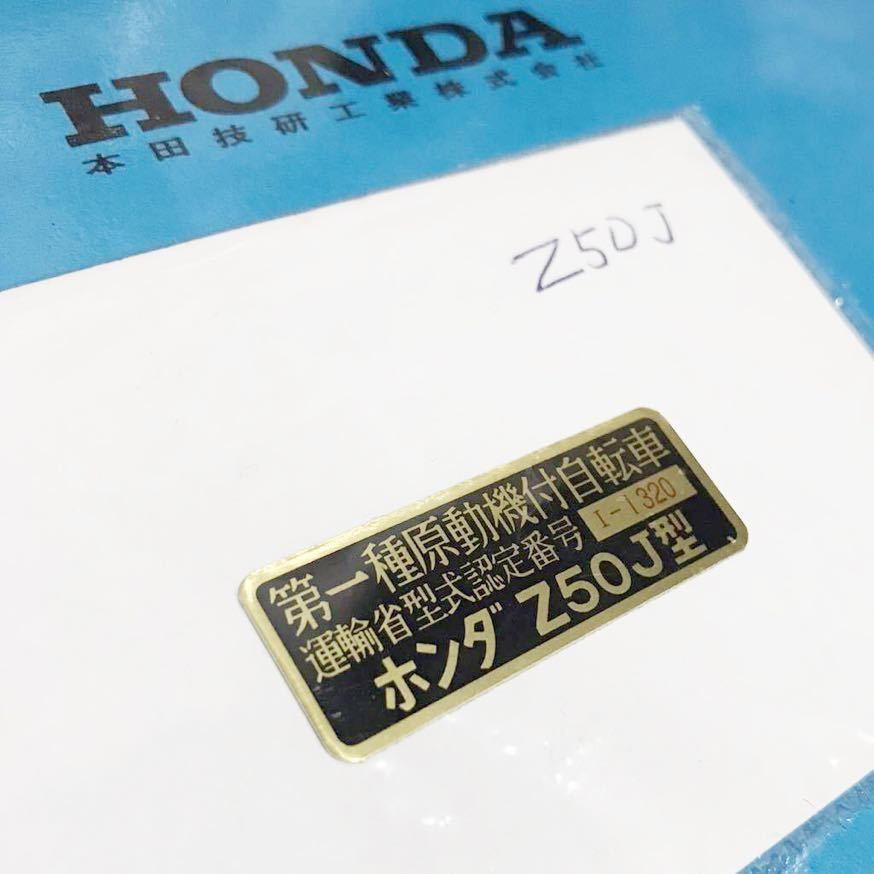 HONDA
本田技研工業株式会社
Z50J
第一種原動機付自転車
運輸省型式認定番号 I-1320
ホンダ Z50J型